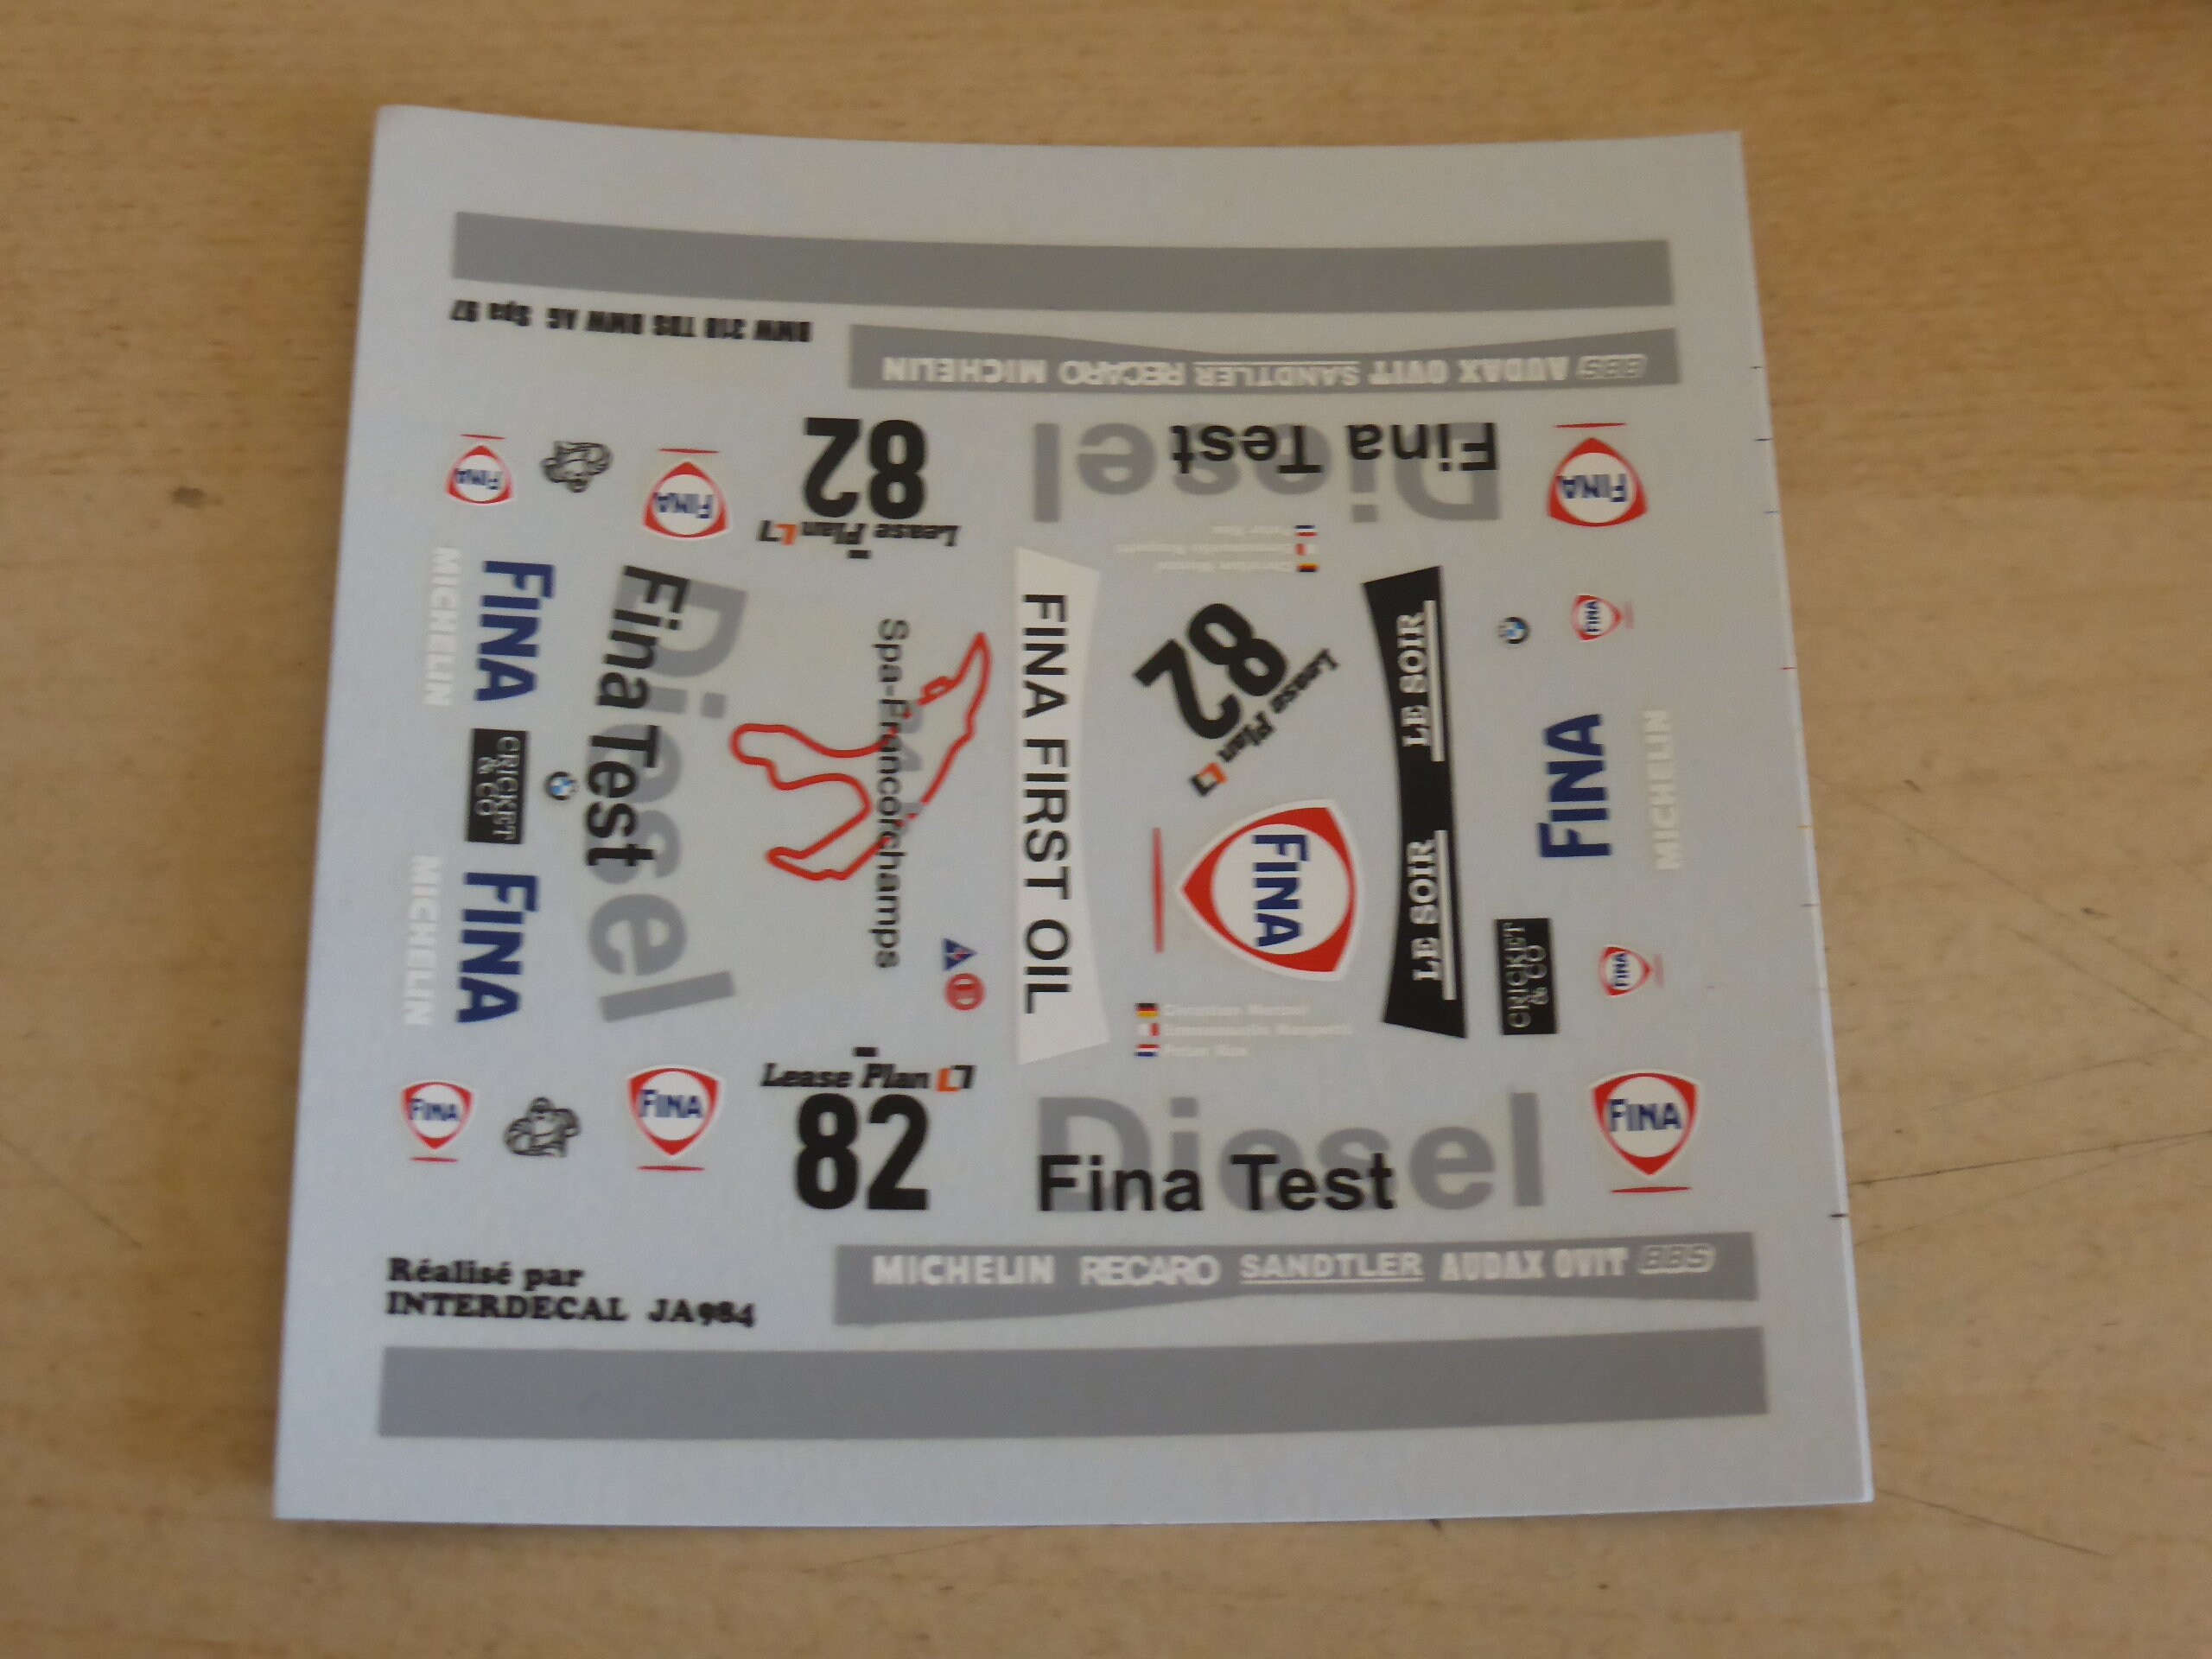 BMW 318 TDS BMW AG Spa 97
MICHELIN RECARO SANDTLER AUDAX OVIT BBS
FINA
FINA
82
Lease Plan
Diesel
Fina Test
FINA
MICHELIN
FINA
CRICKET
& CO
FINA
MICHELIN
Diesel
Fina Test
Spa-Francorchamps
FINA FIRST OIL
82
Lease Plan
FINA
LE SOIR
LE SOIR
FINA
FINA
MICHELIN
CRICKET
& CO
FINA
FINA
FINA
Lease Plan
82
Diesel
Fina Test
FINA
MICHELIN RECARO SANDTLER AUDAX OVIT BBS
Réalisé par
INTERDECAL JA984